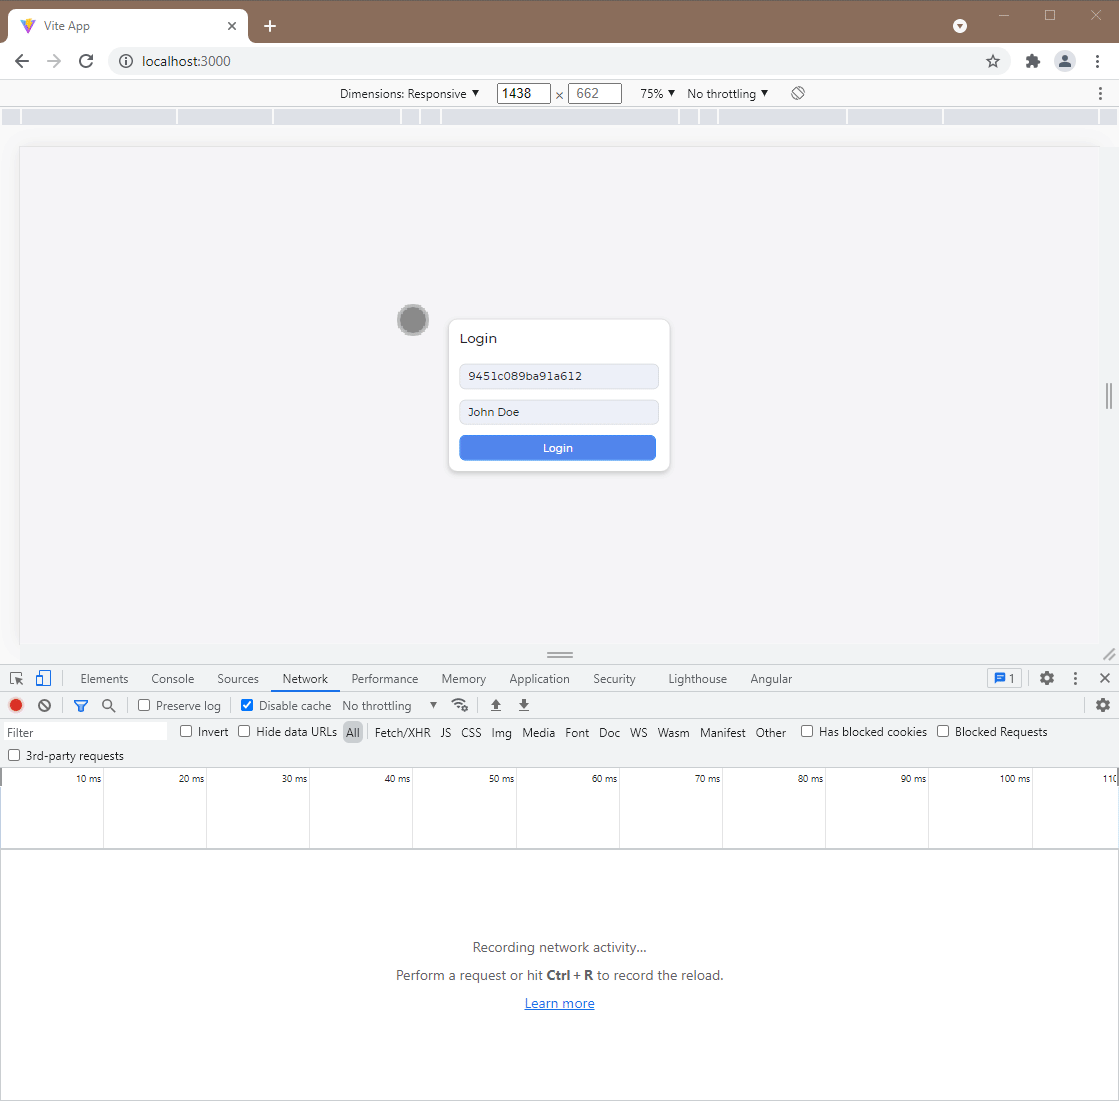 Vite App
localhost:3000
Dimensions: Responsive ▼ 1438 × 662 75% ▼ No throttling ▼
Login
9451c089ba91a612
John Doe
Login
Elements Console Sources Network Performance Memory Application Security Lighthouse Angular 1
Preserve log Disable cache No throttling ▼
Filter Invert Hide data URLs All Fetch/XHR JS CSS Img Media Font Doc WS Wasm Manifest Other Has blocked cookies Blocked Requests
3rd-party requests
10 ms 20 ms 30 ms 40 ms 50 ms 60 ms 70 ms 80 ms 90 ms 100 ms 110
Recording network activity...
Perform a request or hit Ctrl + R to record the reload.
Learn more